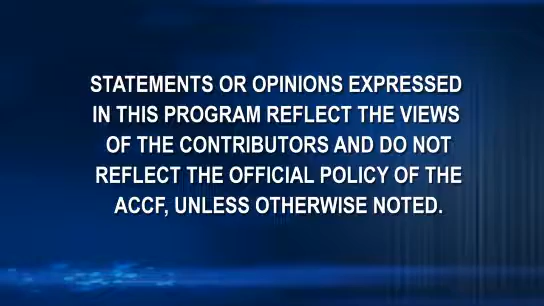 STATEMENTS OR OPINIONS EXPRESSED
IN THIS PROGRAM REFLECT THE VIEWS
OF THE CONTRIBUTORS AND DO NOT
REFLECT THE OFFICIAL POLICY OF THE
ACCF, UNLESS OTHERWISE NOTED.